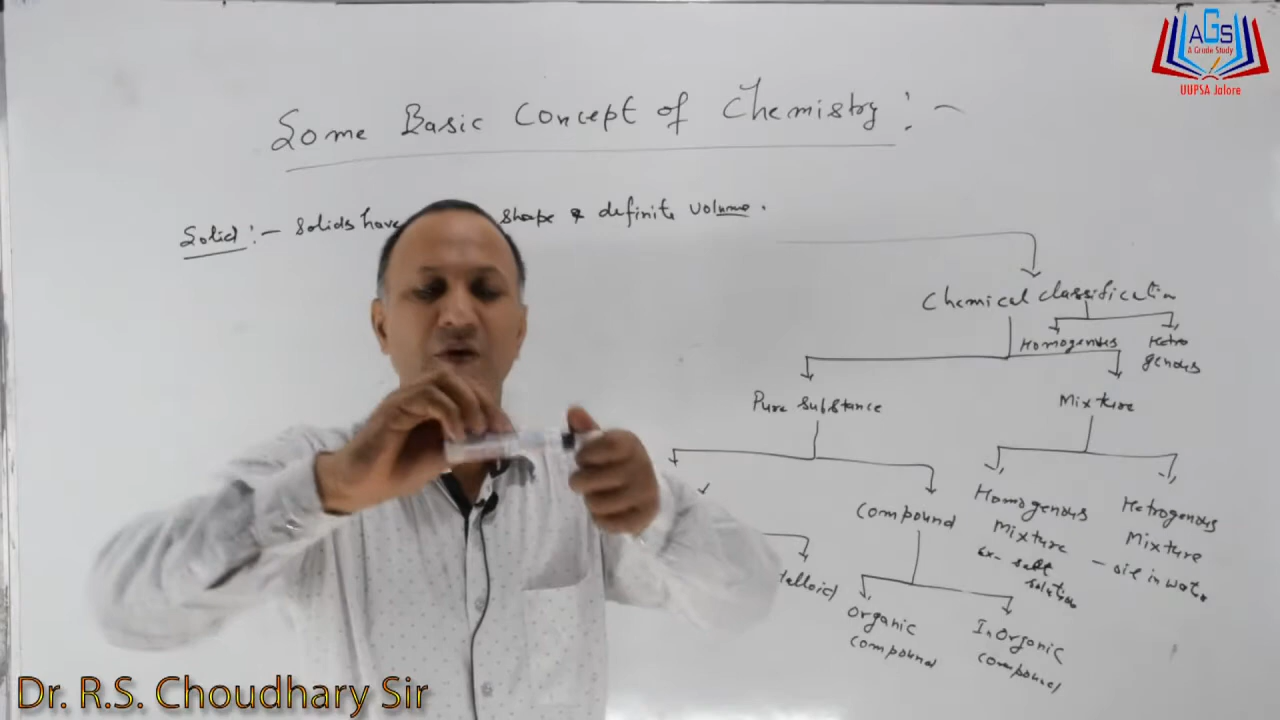 AGS
A Grade Study
UUPSA Jalore
Some Basic Concept of Chemistry :-
Solid :- Solids have shape & definite volume.
Chemical classification
Homogenous Hetrogenous
Pure substance Mixture
Compound Homogenous Mixture Hetrogenous Mixture
Ex- salt solution - oil in water
talloid
Organic compound InOrganic compound
Dr. R.S. Choudhary Sir